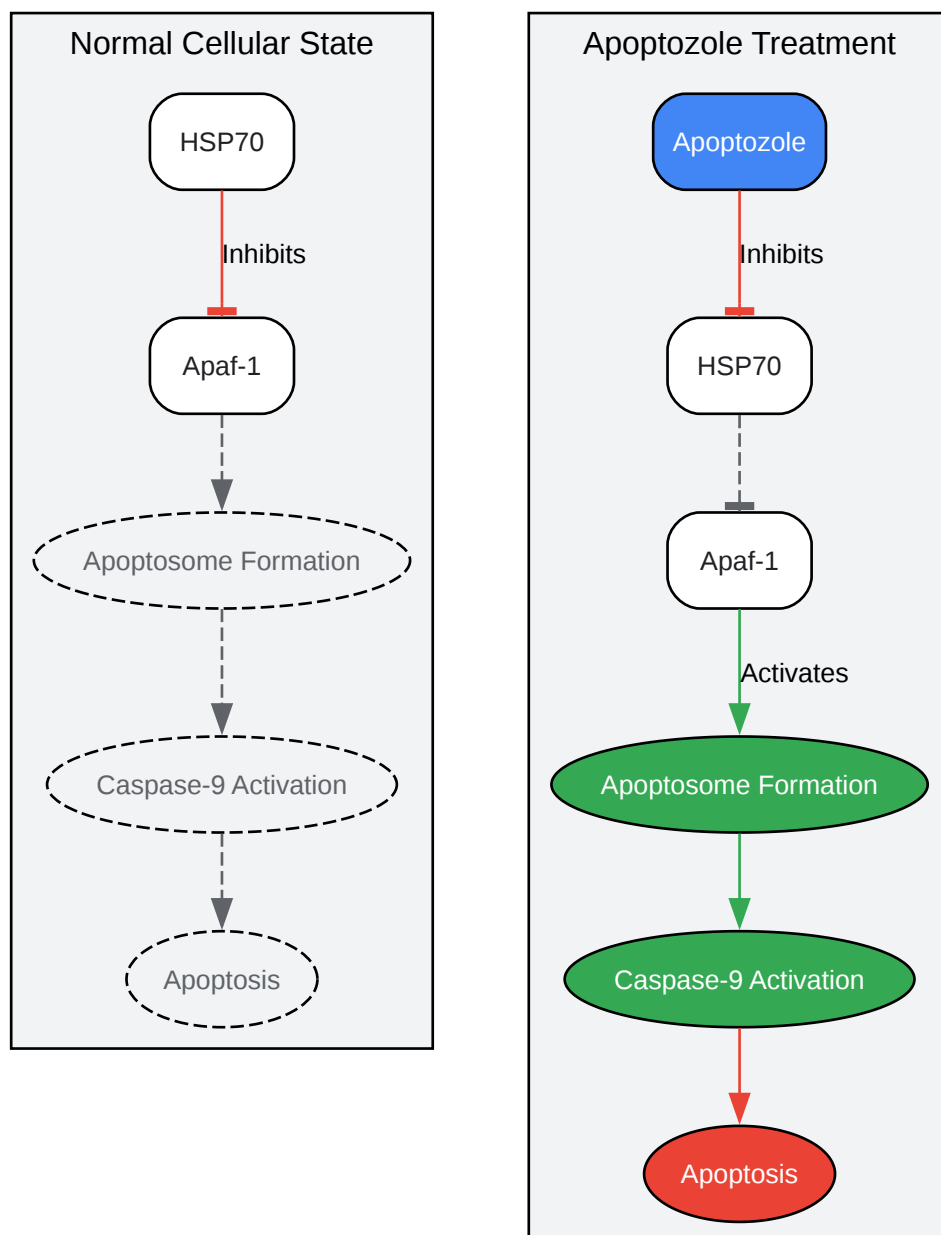 Normal Cellular State
HSP70
Inhibits
Apaf-1
Apoptosome Formation
Caspase-9 Activation
Apoptosis
Apoptozole Treatment
Apoptozole
Inhibits
HSP70
Apaf-1
Activates
Apoptosome Formation
Caspase-9 Activation
Apoptosis